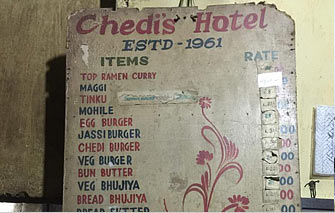 Chedi's Hotel
ESTD-1961
ITEMS RATE
TOP RAMEN CURRY
MAGGI
TINKU
MOHILE
EGG BURGER
JASSI BURGER
CHEDI BURGER
VEG BURGER
BUN BUTTER
VEG BHUJIYA
BREAD BHUJIYA
BREAD